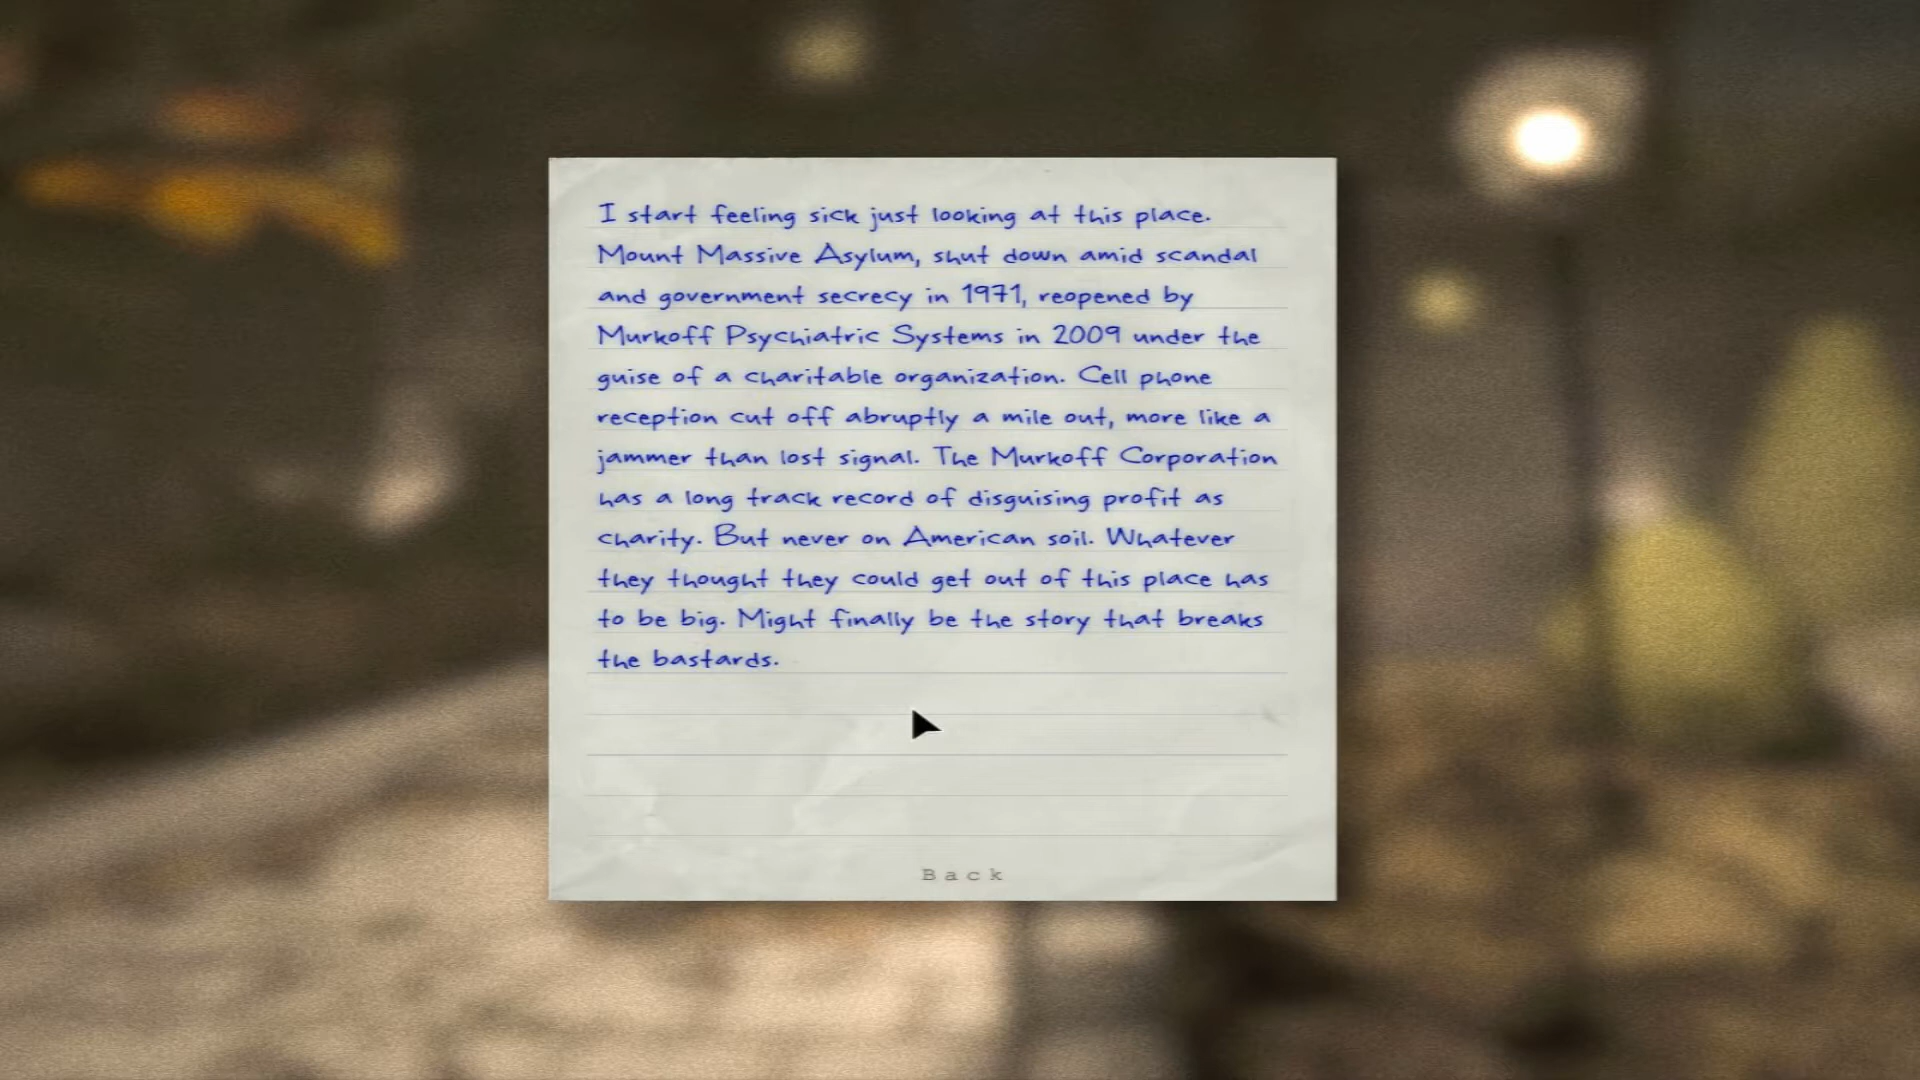 I start feeling sick just looking at this place.
Mount Massive Asylum, shut down amid scandal
and government secrecy in 1971, reopened by
Murkoff Psychiatric Systems in 2009 under the
guise of a charitable organization. Cell phone
reception cut off abruptly a mile out, more like a
jammer than lost signal. The Murkoff Corporation
has a long track record of disguising profit as
charity. But never on American soil. Whatever
they thought they could get out of this place has
to be big. Might finally be the story that breaks
the bastards.
Back